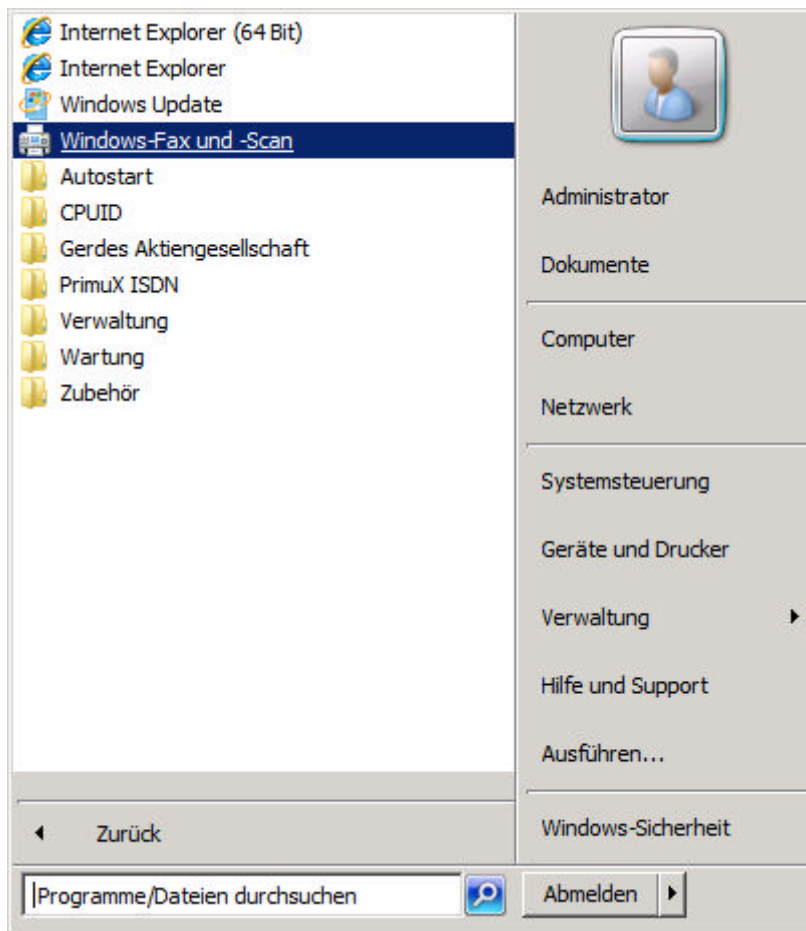 Internet Explorer (64 Bit)
Internet Explorer
Windows Update
Windows-Fax und -Scan
Autostart
CPUID
Gerdes Aktiengesellschaft
PrimuX ISDN
Verwaltung
Wartung
Zubehör
Zurück
Programme/Dateien durchsuchen
Administrator
Dokumente
Computer
Netzwerk
Systemsteuerung
Geräte und Drucker
Verwaltung
Hilfe und Support
Ausführen...
Windows-Sicherheit
Abmelden